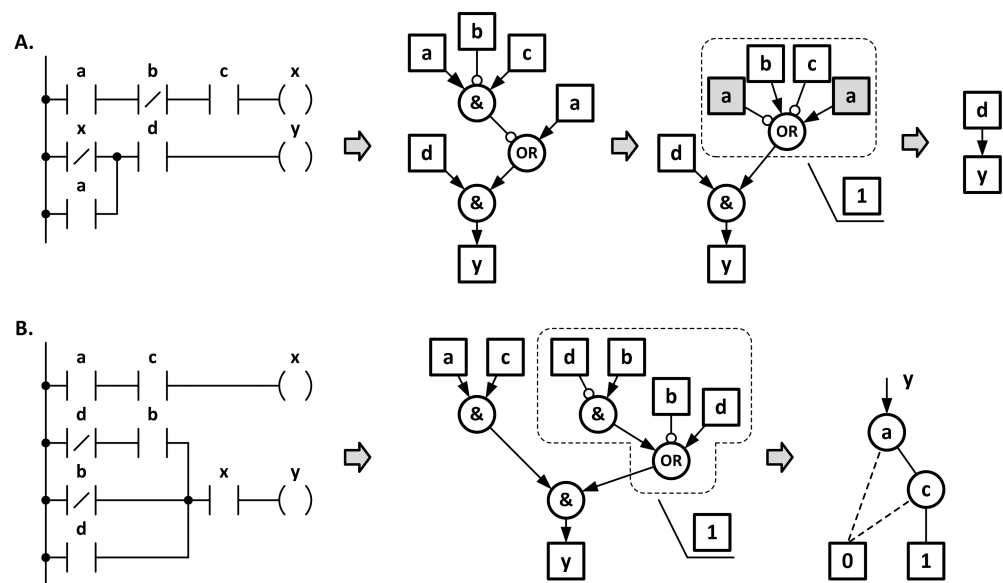 A.
a b c x
x d y
a
a b c
&
a
d OR
&
y
b c
a a
OR
d
& 1
y
d
y
B.
a c x
d b
b x y
d
a c d b
& & b d
OR
&
y 1
y
a
c
0 1